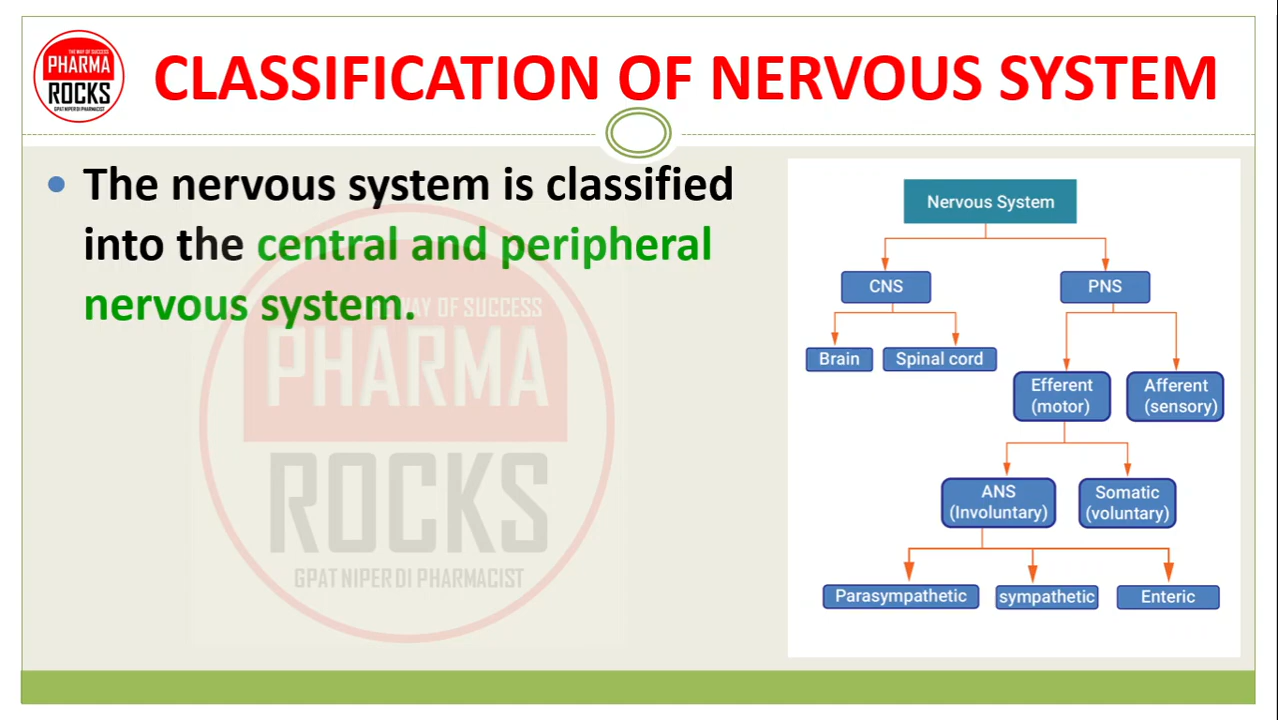 THE WAY OF SUCCESS
PHARMA
ROCKS
GPAT NIPER DI PHARMACIST
CLASSIFICATION OF NERVOUS SYSTEM
• The nervous system is classified
into the central and peripheral
nervous system.
WAY OF SUCCESS
PHARMA
ROCKS
GPAT NIPER DI PHARMACIST
Nervous System
CNS
PNS
Brain
Spinal cord
Efferent
(motor)
Afferent
(sensory)
ANS
(Involuntary)
Somatic
(voluntary)
Parasympathetic
sympathetic
Enteric